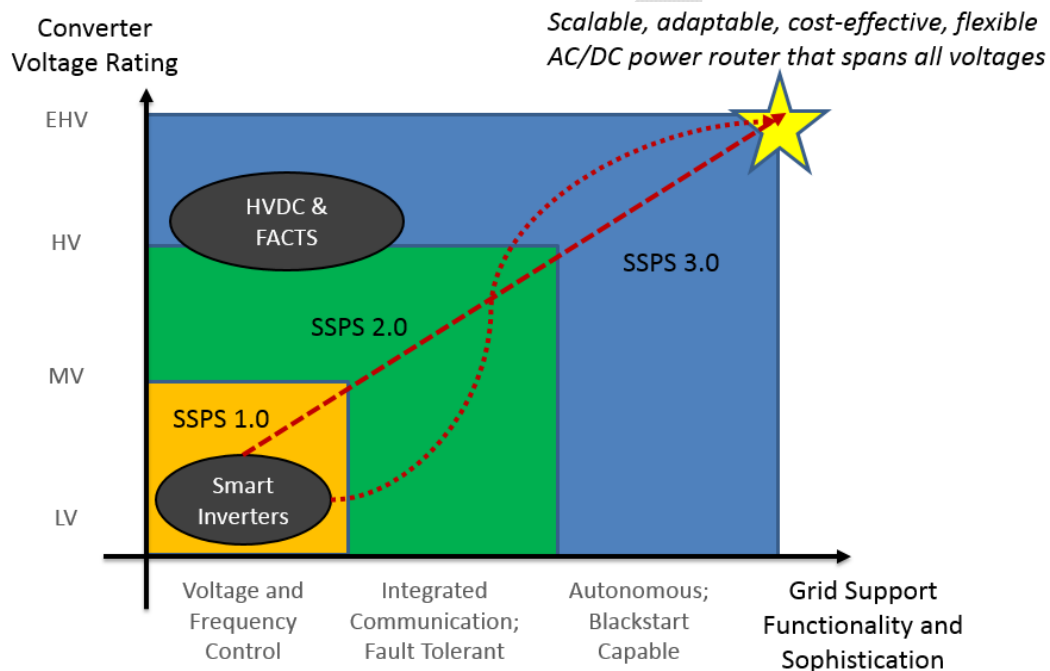 Converter
Voltage Rating
Scalable, adaptable, cost-effective, flexible
AC/DC power router that spans all voltages
EHV
HV
MV
LV
HVDC &
FACTS
SSPS 3.0
SSPS 2.0
SSPS 1.0
Smart
Inverters
Voltage and
Frequency
Control
Integrated
Communication;
Fault Tolerant
Autonomous;
Blackstart
Capable
Grid Support
Functionality and
Sophistication